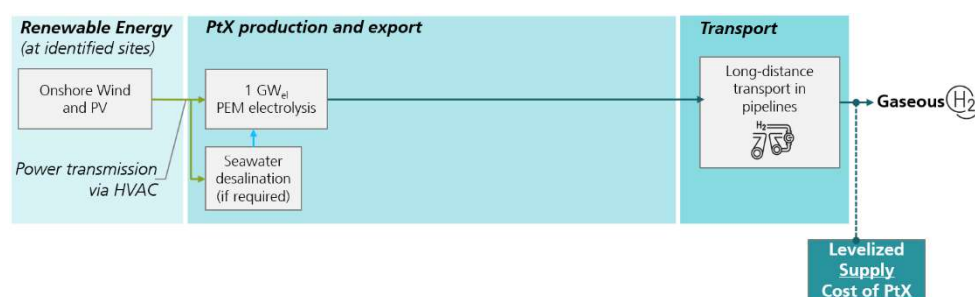 Renewable Energy
(at identified sites)
PtX production and export
Transport
Onshore Wind
and PV
1 GWel
PEM electrolysis
Long-distance
transport in
pipelines
H2
Gaseous H2
Power transmission
via HVAC
Seawater
desalination
(if required)
Levelized
Supply
Cost of PtX